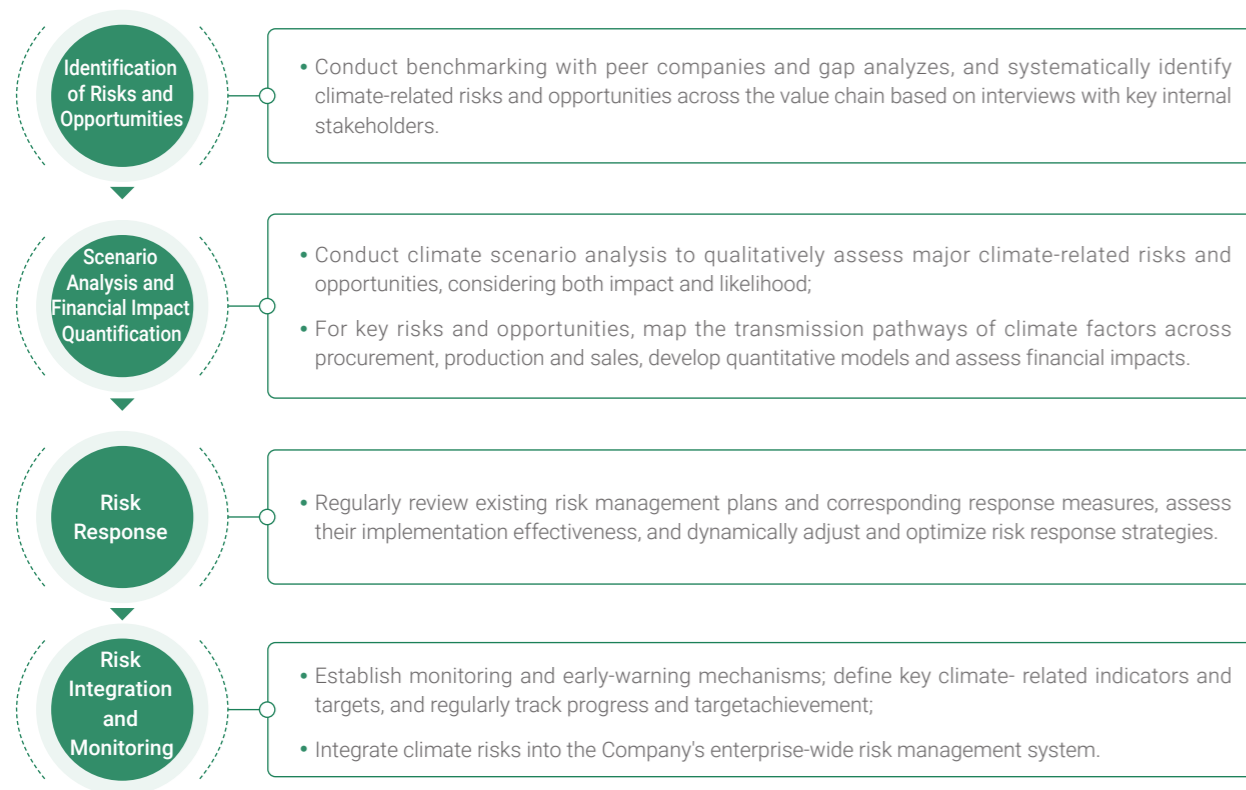 Identification
of Risks and
Opportumities
• Conduct benchmarking with peer companies and gap analyzes, and systematically identify
climate-related risks and opportunities across the value chain based on interviews with key internal
stakeholders.
Scenario
Analysis and
Financial Impact
Quantification
• Conduct climate scenario analysis to qualitatively assess major climate-related risks and
opportunities, considering both impact and likelihood;
• For key risks and opportunities, map the transmission pathways of climate factors across
procurement, production and sales, develop quantitative models and assess financial impacts.
Risk
Response
• Regularly review existing risk management plans and corresponding response measures, assess
their implementation effectiveness, and dynamically adjust and optimize risk response strategies.
Risk
Integration
and
Monitoring
• Establish monitoring and early-warning mechanisms; define key climate- related indicators and
targets, and regularly track progress and targetachievement;
• Integrate climate risks into the Company's enterprise-wide risk management system.